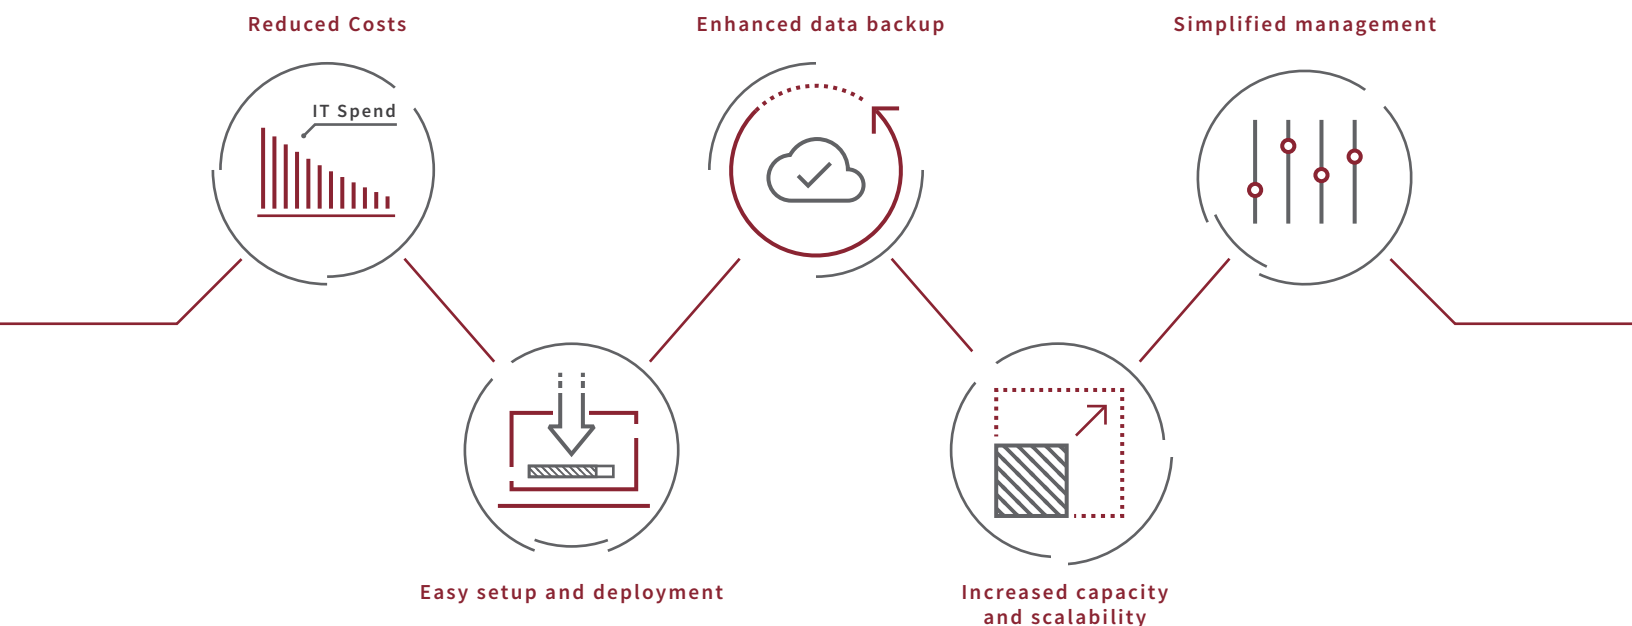 Reduced Costs
Enhanced data backup
Simplified management
IT Spend
Easy setup and deployment
Increased capacity
and scalability